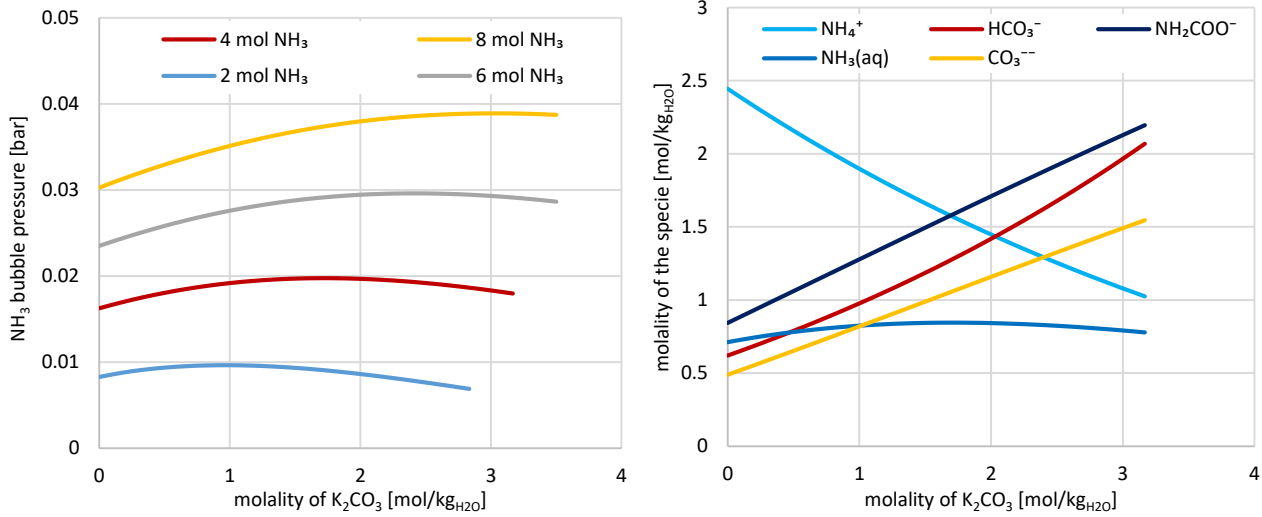 0.05
0.04
0.03
0.02
0.01
0
NH₃ bubble pressure [bar]
4 mol NH₃
8 mol NH₃
2 mol NH₃
6 mol NH₃
0
1
2
3
4
molality of K₂CO₃ [mol/kg_H2O]
3
2.5
2
1.5
1
0.5
0
molality of the specie [mol/kg_H2O]
NH₄⁺
HCO₃⁻
NH₂COO⁻
NH₃(aq)
CO₃⁻⁻
0
1
2
3
4
molality of K₂CO₃ [mol/kg_H2O]